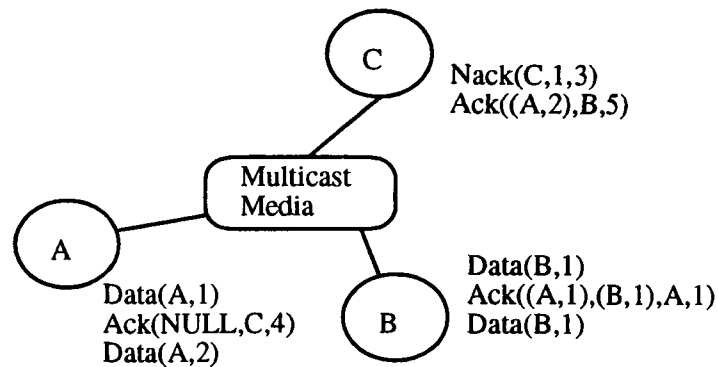 C
Nack(C,1,3)
Ack((A,2),B,5)
Multicast
Media
A
Data(A,1)
Ack(NULL,C,4)
Data(A,2)
B
Data(B,1)
Ack((A,1),(B,1),A,1)
Data(B,1)